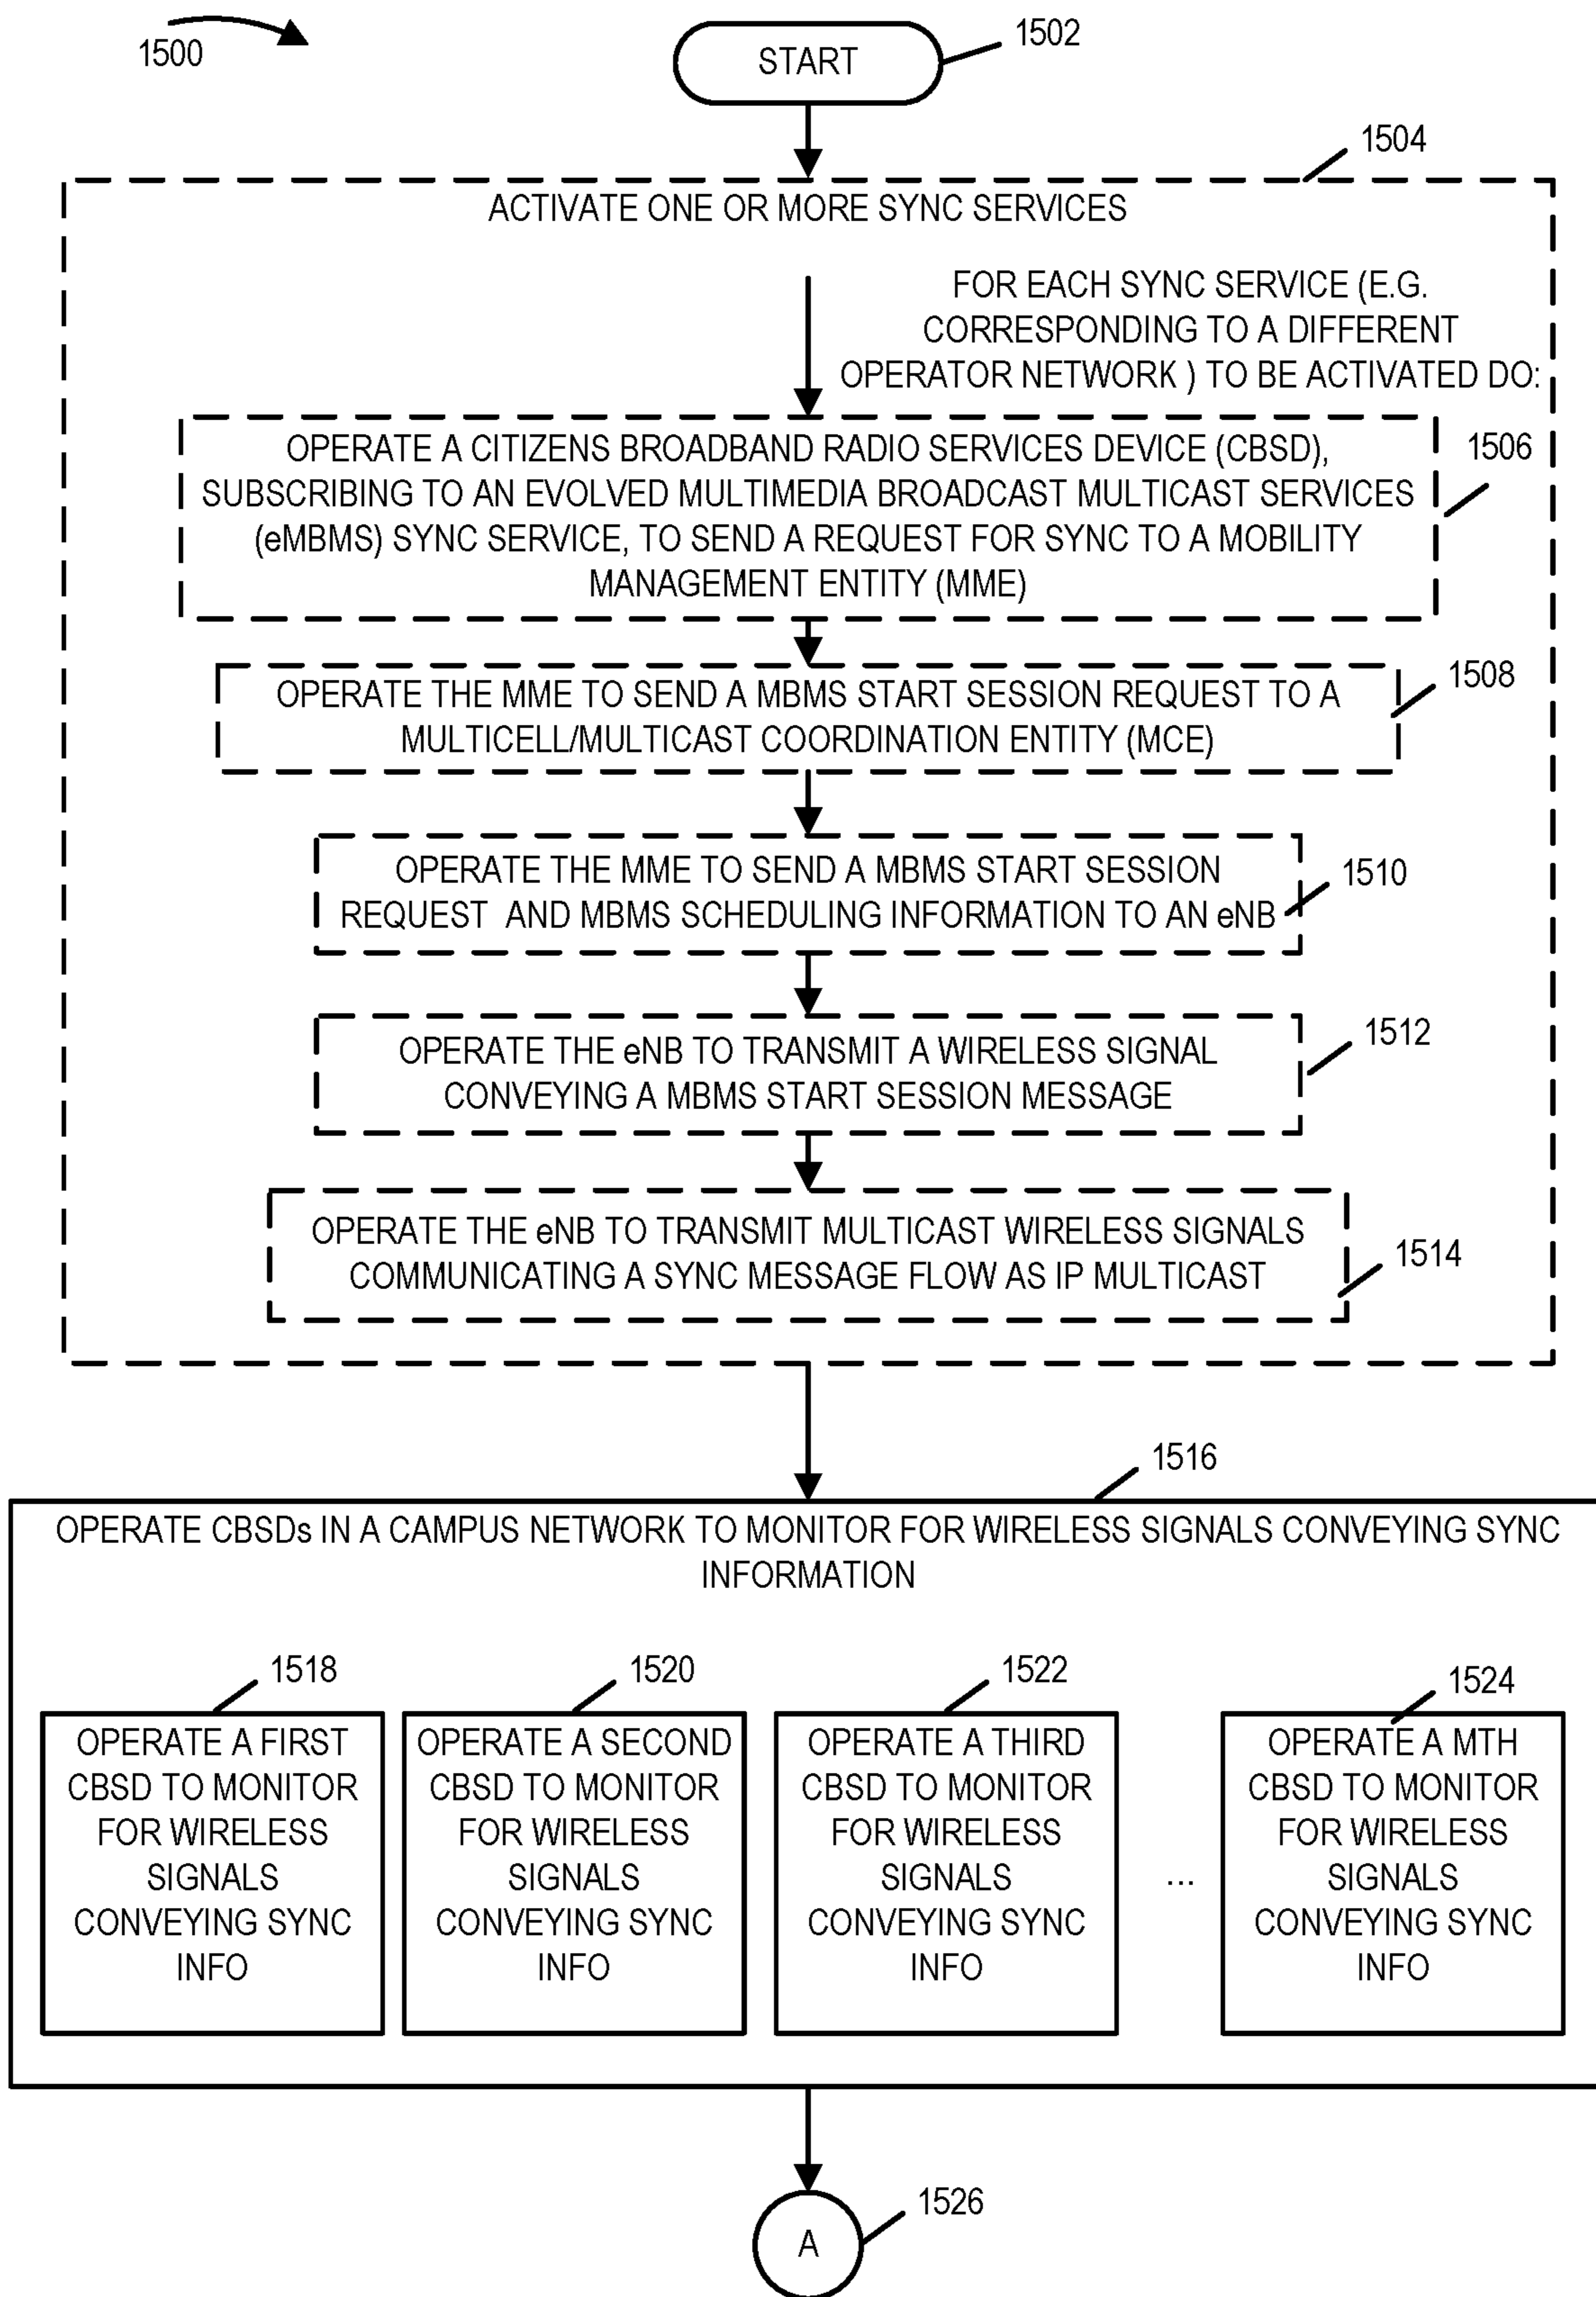 1500
START
1502
1504
ACTIVATE ONE OR MORE SYNC SERVICES
FOR EACH SYNC SERVICE (E.G.
CORRESPONDING TO A DIFFERENT
OPERATOR NETWORK ) TO BE ACTIVATED DO:
1506
OPERATE A CITIZENS BROADBAND RADIO SERVICES DEVICE (CBSD),
SUBSCRIBING TO AN EVOLVED MULTIMEDIA BROADCAST MULTICAST SERVICES
(eMBMS) SYNC SERVICE, TO SEND A REQUEST FOR SYNC TO A MOBILITY
MANAGEMENT ENTITY (MME)
1508
OPERATE THE MME TO SEND A MBMS START SESSION REQUEST TO A
MULTICELL/MULTICAST COORDINATION ENTITY (MCE)
1510
OPERATE THE MME TO SEND A MBMS START SESSION
REQUEST AND MBMS SCHEDULING INFORMATION TO AN eNB
1512
OPERATE THE eNB TO TRANSMIT A WIRELESS SIGNAL
CONVEYING A MBMS START SESSION MESSAGE
1514
OPERATE THE eNB TO TRANSMIT MULTICAST WIRELESS SIGNALS
COMMUNICATING A SYNC MESSAGE FLOW AS IP MULTICAST
1516
OPERATE CBSDs IN A CAMPUS NETWORK TO MONITOR FOR WIRELESS SIGNALS CONVEYING SYNC
INFORMATION
1518
OPERATE A FIRST
CBSD TO MONITOR
FOR WIRELESS
SIGNALS
CONVEYING SYNC
INFO
1520
OPERATE A SECOND
CBSD TO MONITOR
FOR WIRELESS
SIGNALS
CONVEYING SYNC
INFO
1522
OPERATE A THIRD
CBSD TO MONITOR
FOR WIRELESS
SIGNALS
CONVEYING SYNC
INFO
...
1524
OPERATE A MTH
CBSD TO MONITOR
FOR WIRELESS
SIGNALS
CONVEYING SYNC
INFO
1526
A